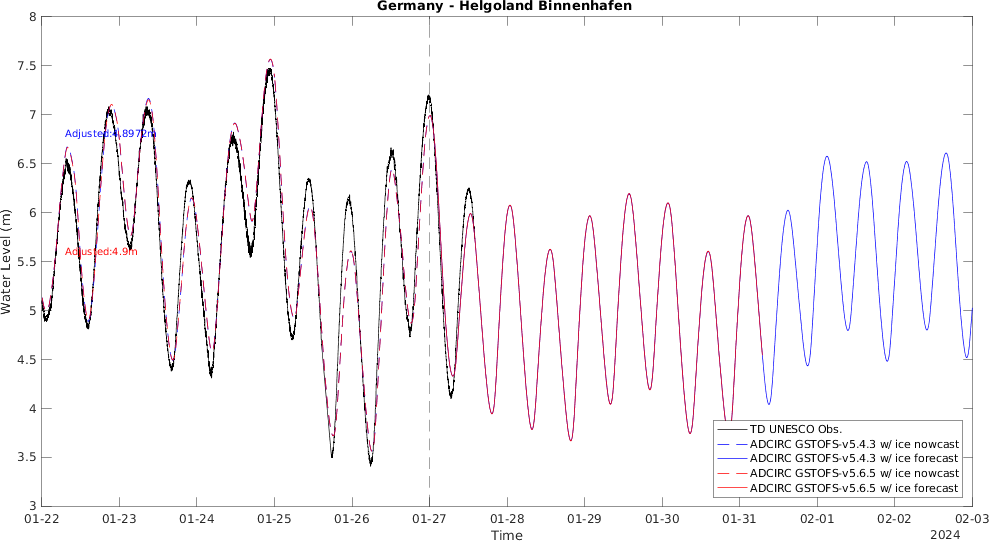 Germany - Helgoland Binnenhafen
8
7.5
7
6.5
6
5.5
5
4.5
4
3.5
3
Water Level (m)
Adjusted:4.8972m
Adjusted:4.9m
TD UNESCO Obs.
ADCIRC GSTOFS-v5.4.3 w/ ice nowcast
ADCIRC GSTOFS-v5.4.3 w/ ice forecast
ADCIRC GSTOFS-v5.6.5 w/ ice nowcast
ADCIRC GSTOFS-v5.6.5 w/ ice forecast
01-22 01-23 01-24 01-25 01-26 01-27 01-28 01-29 01-30 01-31 02-01 02-02 02-03
Time
2024